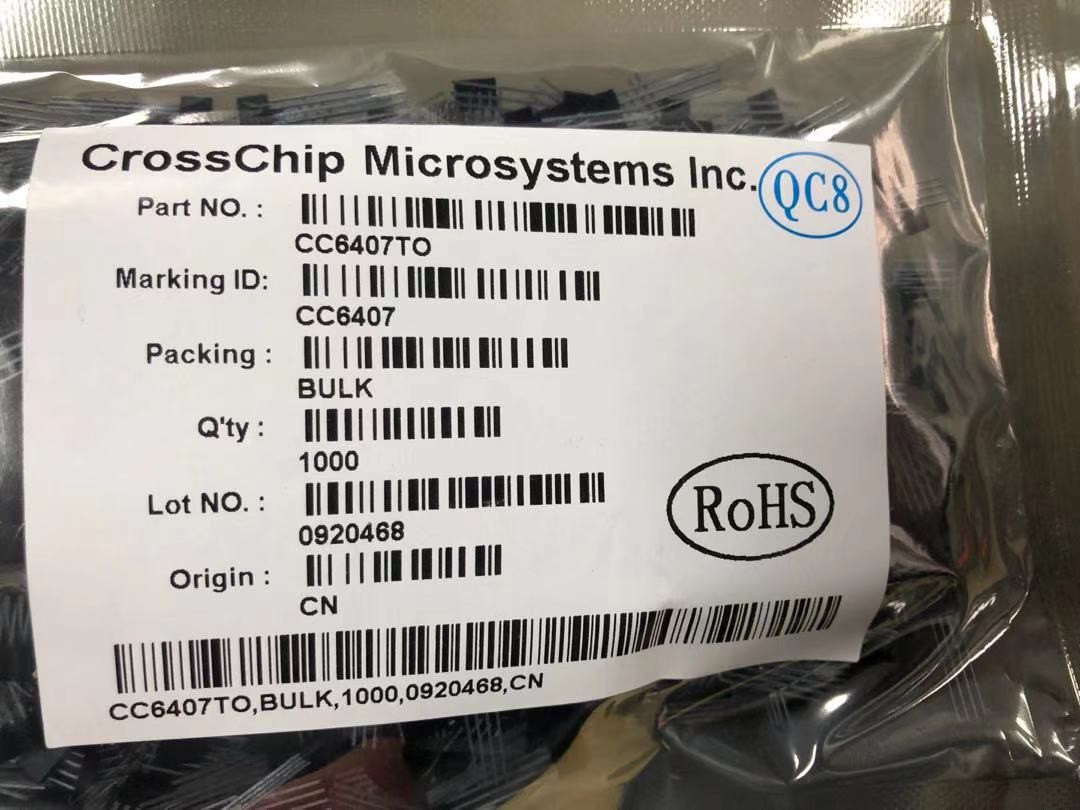 CrossChip Microsystems Inc.
QC8
Part NO. :
CC6407TO
Marking ID:
CC6407
Packing :
BULK
Q'ty :
1000
Lot NO. :
0920468
RoHS
Origin :
CN
CC6407TO,BULK,1000,0920468,CN